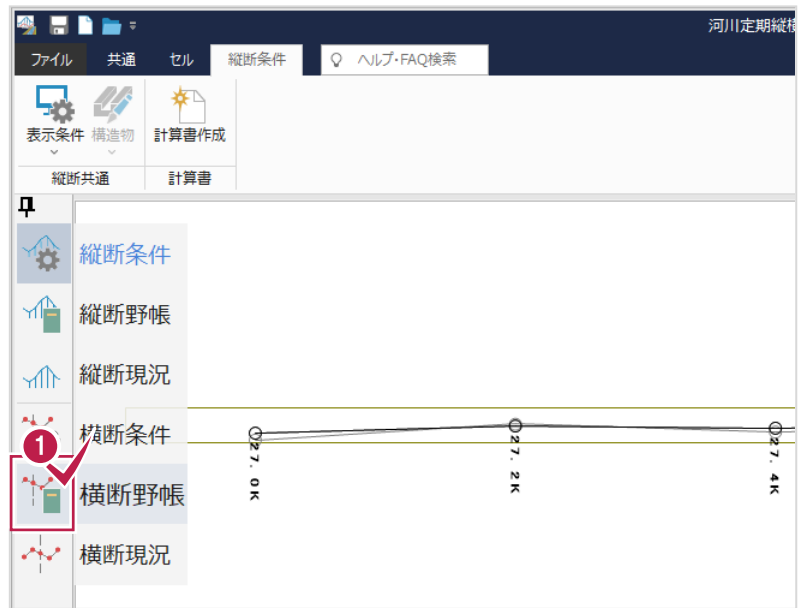 河川定期縦横
ファイル 共通 セル 縦断条件 ヘルプ・FAQ検索
表示条件 構造物 計算書作成
縦断共通 計算書
縦断条件
縦断野帳
縦断現況
横断条件
1
横断野帳
横断現況
27.0K
27.2K
27.4K